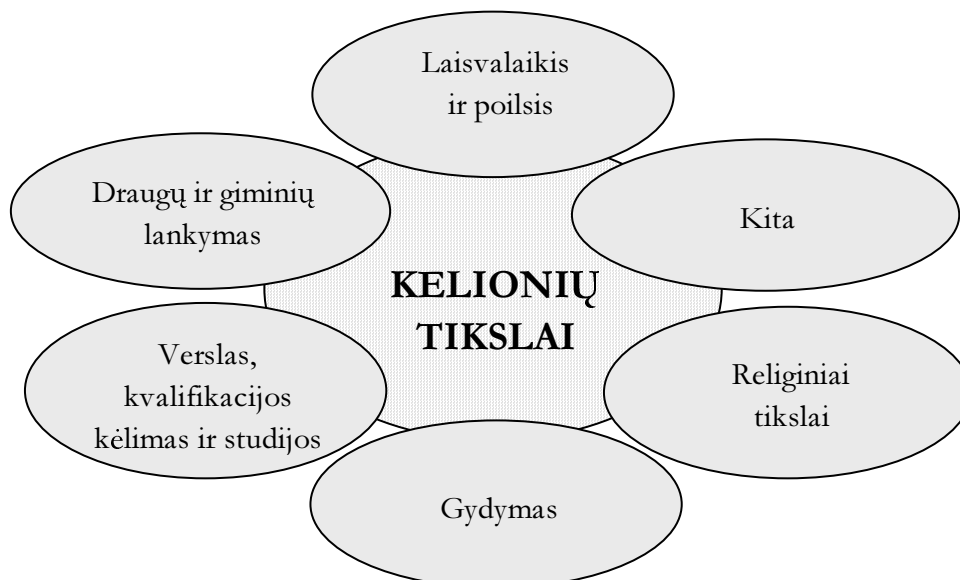 Laisvalaikis
ir poilsis
Draugų ir giminių
lankymas
Kita
KELIONIŲ
TIKSLAI
Verslas,
kvalifikacijos
kėlimas ir studijos
Religiniai
tikslai
Gydymas